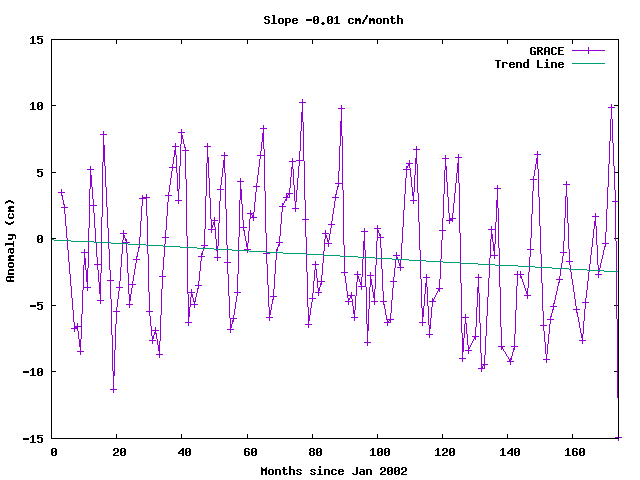 Slope -0.01 cm/month
GRACE
Trend Line
15
10
5
0
-5
-10
-15
Anomaly (cm)
0 20 40 60 80 100 120 140 160
Months since Jan 2002